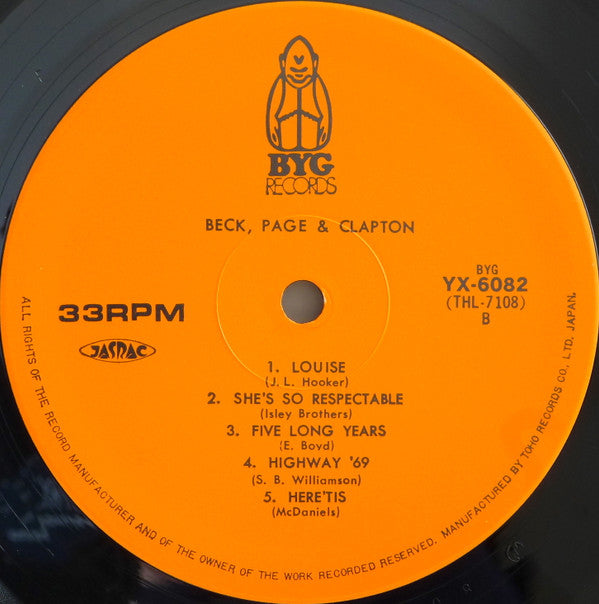 BYG
RECORDS
BECK, PAGE & CLAPTON
BYG
YX-6082
(THL-7108)
B
33RPM
JASRAC
1. LOUISE
(J. L. Hooker)
2. SHE'S SO RESPECTABLE
(Isley Brothers)
3. FIVE LONG YEARS
(E. Boyd)
4. HIGHWAY '69
(S. B. Williamson)
5. HERE'TIS
(McDaniels)
ALL RIGHTS OF THE RECORD MANUFACTURER AND OF THE OWNER OF THE WORK RECORDED RESERVED. MANUFACTURED BY TOHO RECORDS CO., LTD. JAPAN.